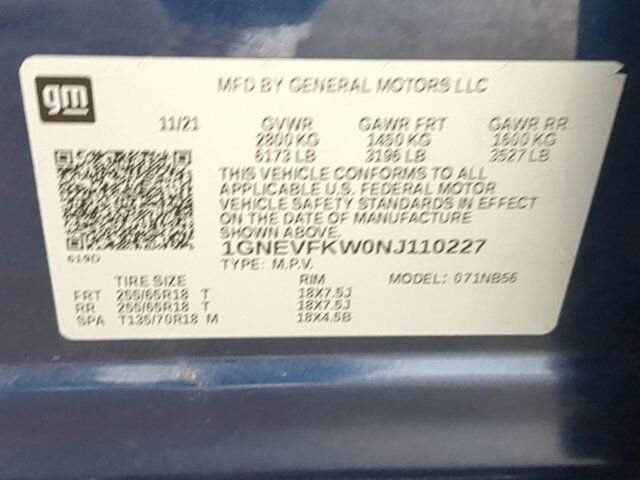 gm
MFD BY GENERAL MOTORS LLC
11/21 GVWR GAWR FRT GAWR RR
2800 KG 1450 KG 1600 KG
6173 LB 3196 LB 3527 LB
THIS VEHICLE CONFORMS TO ALL
APPLICABLE U.S. FEDERAL MOTOR
VEHICLE SAFETY STANDARDS IN EFFECT
ON THE DATE OF MANUFACTURE
SHOWN ABOVE.
1GNEVFKW0NJ110227
619D TYPE: M.P.V.
TIRE SIZE RIM MODEL: 071NB56
FRT 255/65R18 T 18X7.5J
RR 255/65R18 T 18X7.5J
SPA T135/70R18 M 18X4.5B